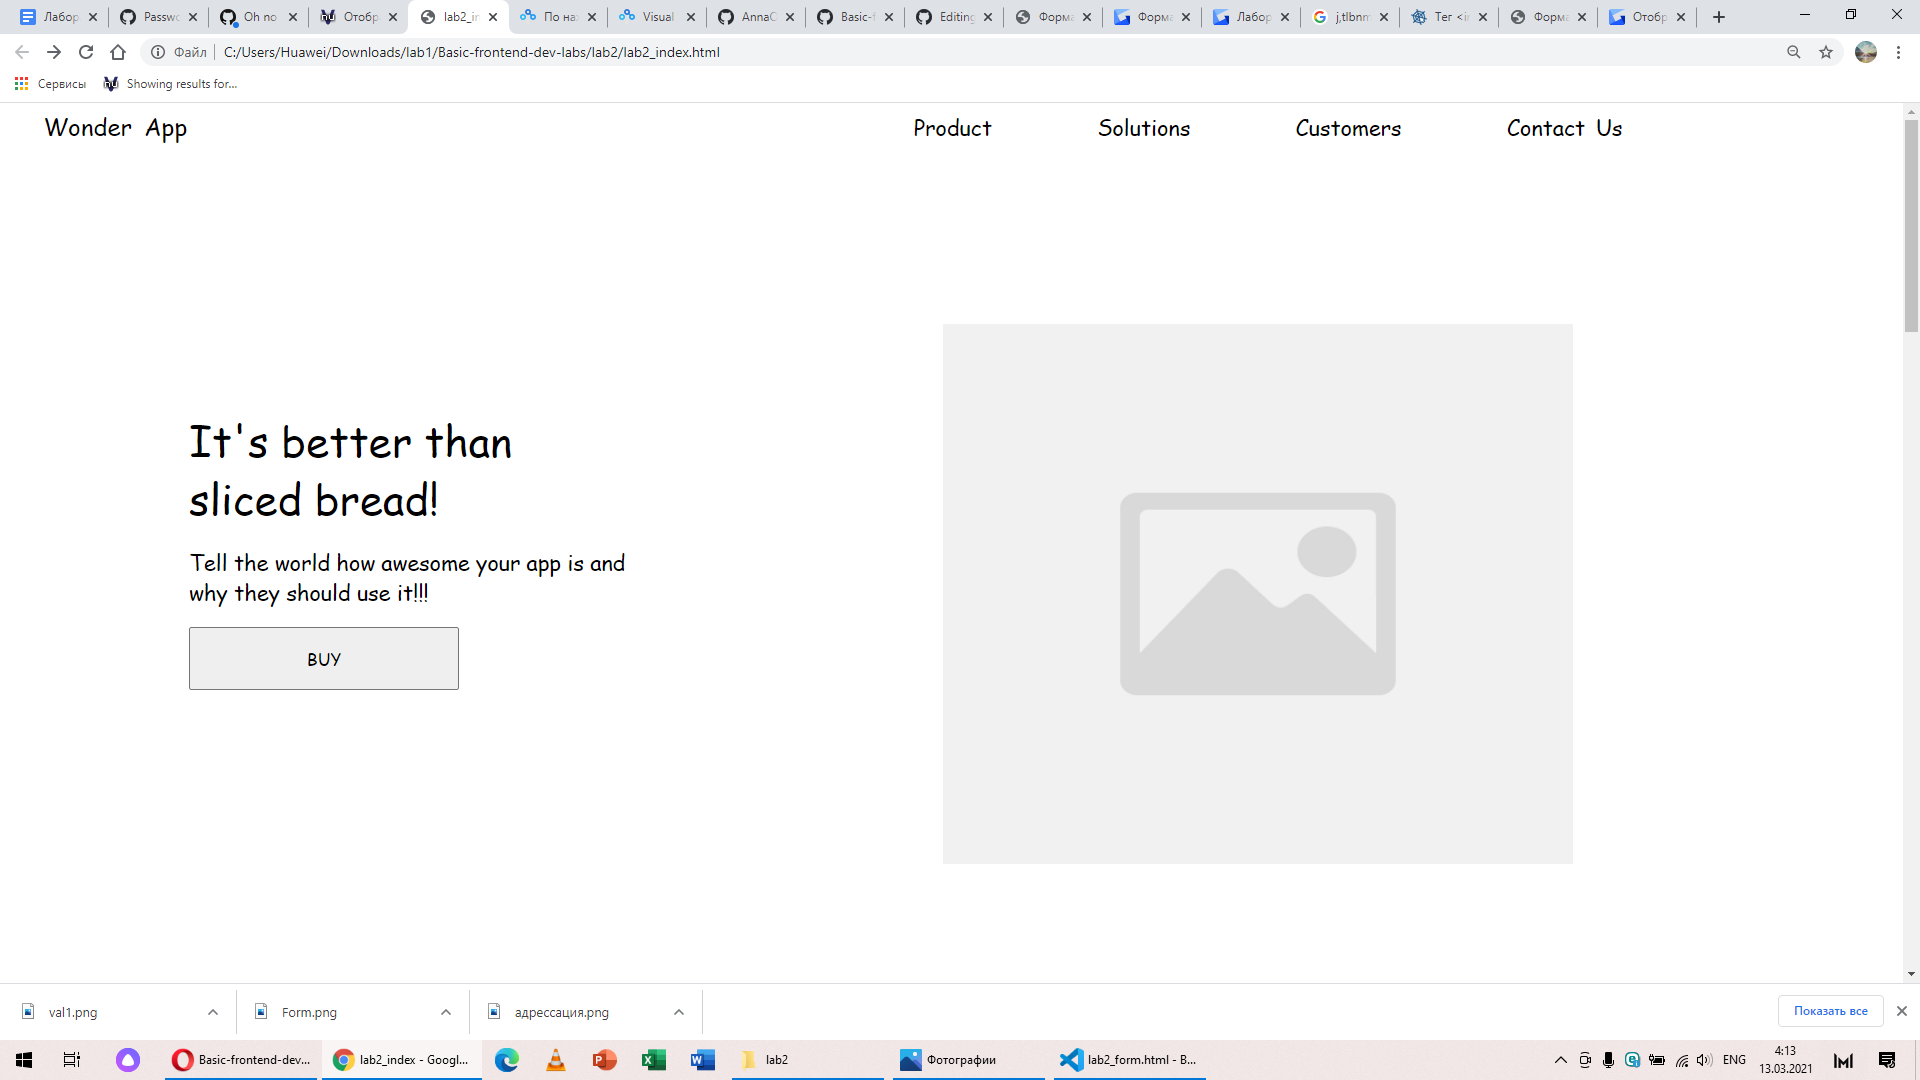 Лабор
Passwo
Oh no
Отобр
lab2_in
По на
Visual
AnnaC
Basic-f
Editing
Форма
Форма
Лабор
j,tlbnm
Тег <i
Форма
Отобр
Файл
C:/Users/Huawei/Downloads/lab1/Basic-frontend-dev-labs/lab2/lab2_index.html
Сервисы
Showing results for...
Wonder App
Product
Solutions
Customers
Contact Us
It's better than
sliced bread!
Tell the world how awesome your app is and
why they should use it!!!
BUY
val1.png
Form.png
адрессация.png
Показать все
Basic-frontend-dev...
lab2_index - Googl...
lab2
Фотографии
lab2_form.html - B...
ENG
4:13
13.03.2021